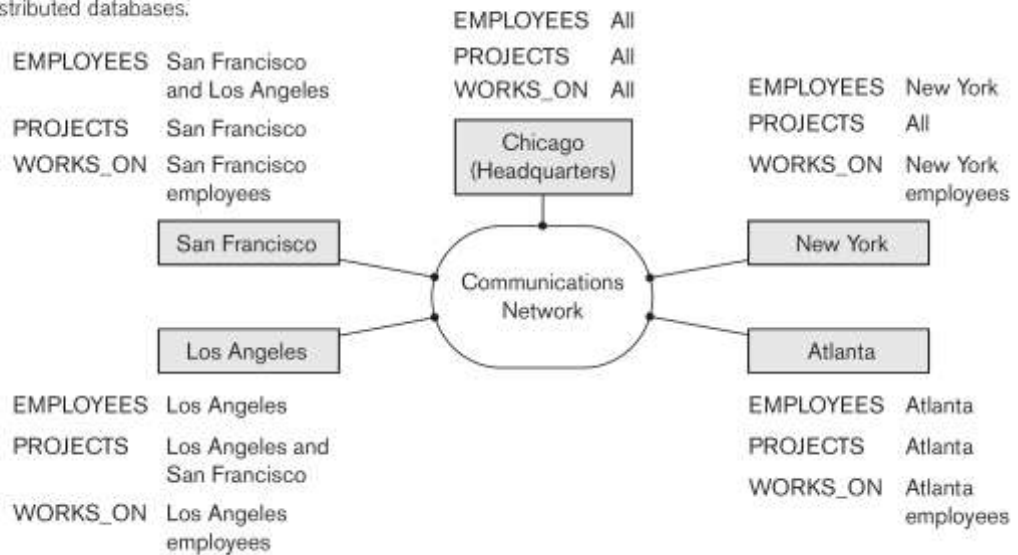 distributed databases.
EMPLOYEES All
PROJECTS All
WORKS_ON All
Chicago
(Headquarters)
EMPLOYEES San Francisco
and Los Angeles
PROJECTS San Francisco
WORKS_ON San Francisco
employees
San Francisco
EMPLOYEES New York
PROJECTS All
WORKS_ON New York
employees
New York
Communications
Network
Los Angeles
EMPLOYEES Los Angeles
PROJECTS Los Angeles and
San Francisco
WORKS_ON Los Angeles
employees
Atlanta
EMPLOYEES Atlanta
PROJECTS Atlanta
WORKS_ON Atlanta
employees